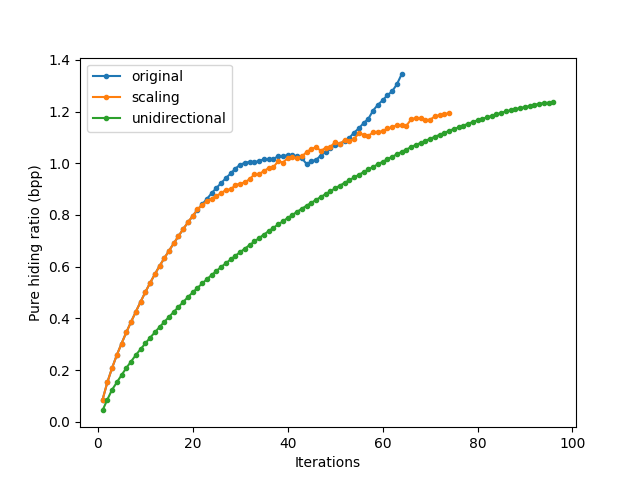 original
scaling
unidirectional
Pure hiding ratio (bpp)
1.4
1.2
1.0
0.8
0.6
0.4
0.2
0.0
0 20 40 60 80 100
Iterations